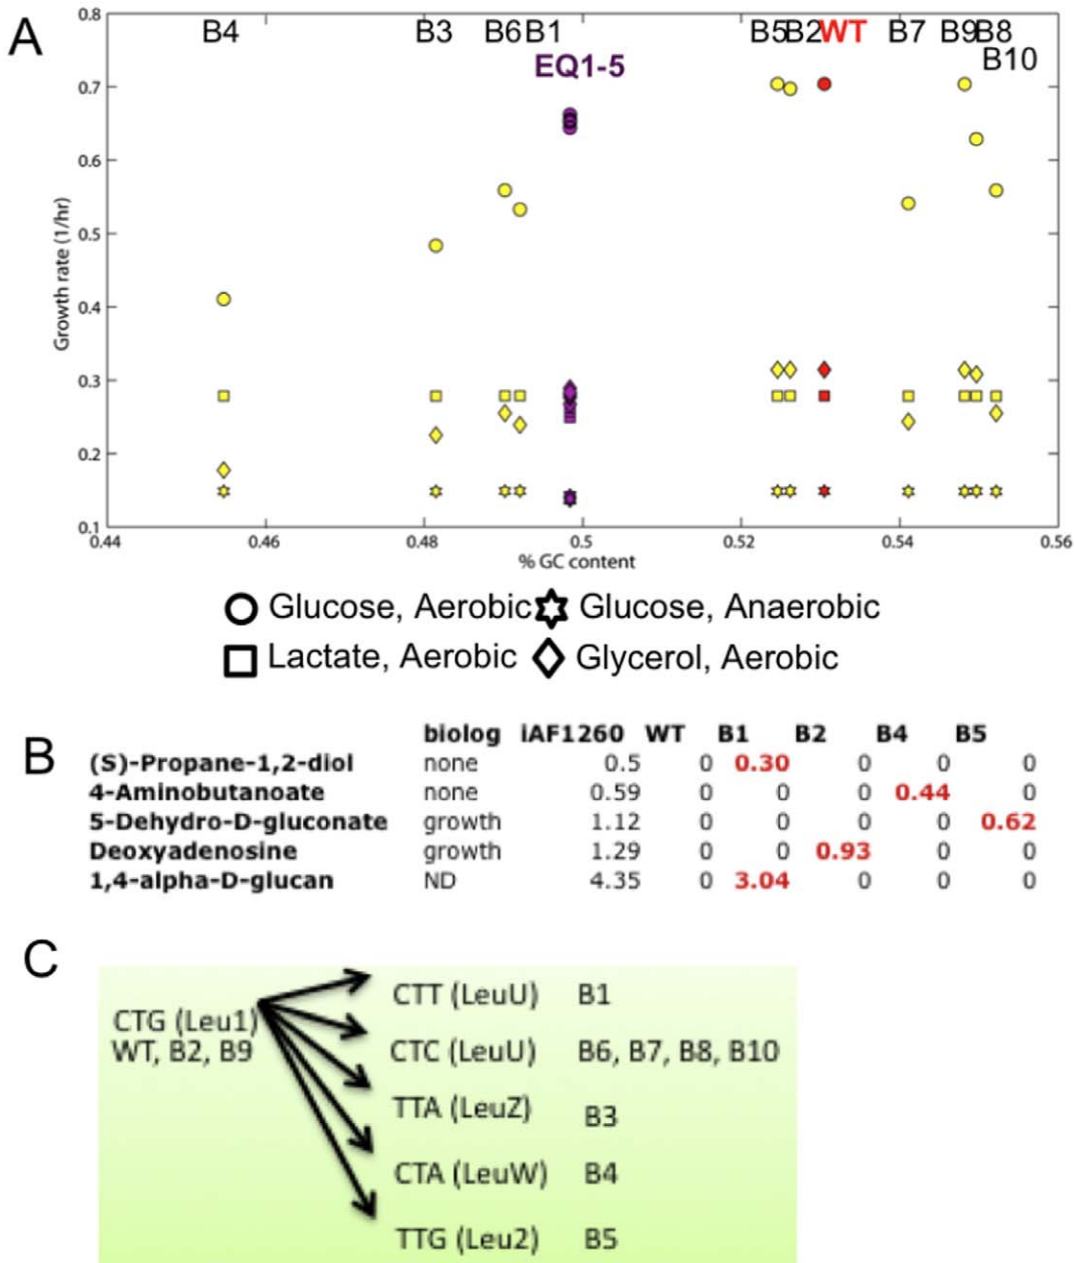 A
B4 B3 B6 B1 B5 B2 WT B7 B9 B8
B10
EQ1-5
0.8
0.7
0.6
0.5
0.4
0.3
0.2
0.1
Growth rate (1/hr)
0.44 0.46 0.48 0.5 0.52 0.54 0.56
% GC content
Glucose, Aerobic Glucose, Anaerobic
Lactate, Aerobic Glycerol, Aerobic
B
biolog iAF1260 WT B1 B2 B4 B5
(S)-Propane-1,2-diol none 0.5 0 0.30 0 0 0
4-Aminobutanoate none 0.59 0 0 0 0.44 0
5-Dehydro-D-gluconate growth 1.12 0 0 0 0 0.62
Deoxyadenosine growth 1.29 0 0 0.93 0 0
1,4-alpha-D-glucan ND 4.35 0 3.04 0 0 0
C
CTG (Leu1)
WT, B2, B9
CTT (LeuU) B1
CTC (LeuU) B6, B7, B8, B10
TTA (LeuZ) B3
CTA (LeuW) B4
TTG (Leu2) B5